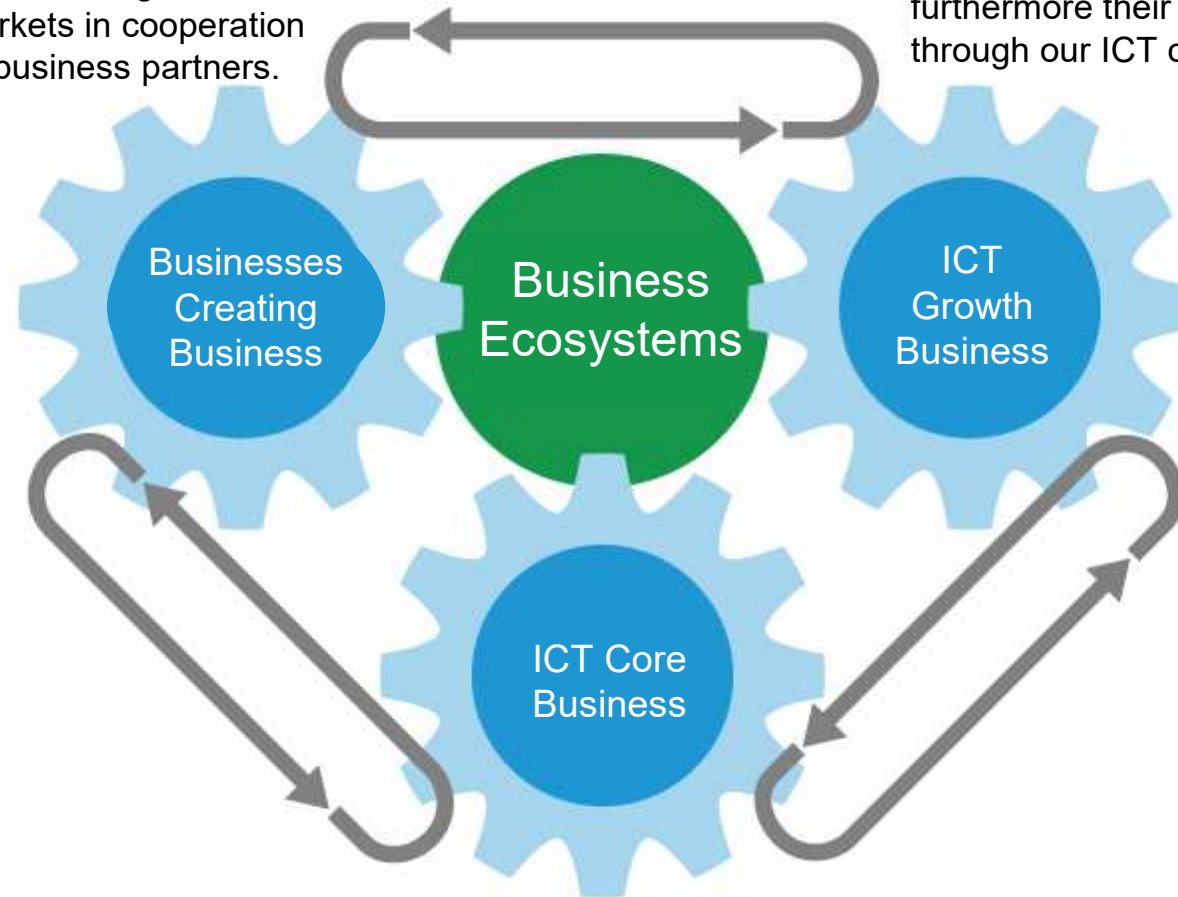 rkets in cooperation
business partners.
furthermore their
through our ICT
Businesses
Creating
Business
Business
Ecosystems
ICT
Growth
Business
ICT Core
Business